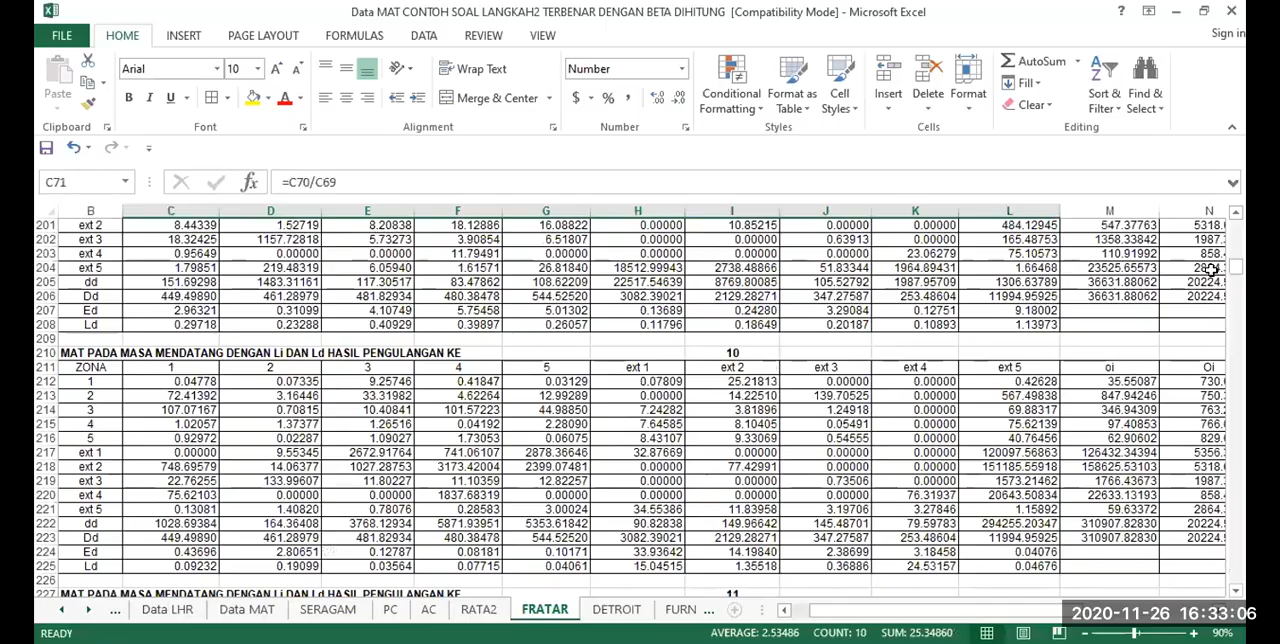 Data MAT CONTOH SOAL LANGKAH2 TERBENAR DENGAN BETA DIHITUNG [Compatibility Mode] - Microsoft Excel
FILE HOME INSERT PAGE LAYOUT FORMULAS DATA REVIEW VIEW Sign in
Arial 10 Wrap Text Number AutoSum
Paste Merge & Center $ % , Conditional Formatting Format as Table Cell Styles Insert Delete Format Fill Sort & Filter Find & Select
B I U A Clear
Clipboard Font Alignment Number Styles Cells Editing
C71 fx =C70/C69
B C D E F G H I J K L M N
201 ext 2 8.44339 1.52719 8.20838 18.12886 16.08822 0.00000 10.85215 0.00000 0.00000 484.12945 547.37763 5318.
202 ext 3 18.32425 1157.72818 5.73273 3.90854 6.51807 0.00000 0.63913 0.00000 165.48753 1358.33842 1987.
203 ext 4 0.95649 0.00000 0.00000 11.79491 0.00000 0.00000 0.00000 23.06279 75.10573 110.91992 858.
204 ext 5 1.79851 219.48319 6.05940 1.61571 26.81840 18512.99943 2738.48866 51.83344 1964.89431 1.66468 23525.65573
205 dd 151.69298 1483.31161 117.30517 83.47862 108.62209 22517.54639 8769.80085 105.52792 1987.95709 1306.63789 36631.88062 20224.
206 Dd 449.49890 461.28979 481.82934 480.38478 544.52520 3082.39021 2129.28271 347.27587 253.48604 11994.95925 36631.88062 20224.
207 Ed 2.96321 0.31099 4.10749 5.75458 5.01302 0.13689 0.24280 3.29084 0.12751 9.18002
208 Ld 0.29718 0.23288 0.40929 0.39897 0.26057 0.11796 0.18649 0.20187 0.10893 1.13973
209
210 MAT PADA MASA MENDATANG DENGAN Li DAN Ld HASIL PENGULANGAN KE 10
211 ZONA 1 2 3 4 5 ext 1 ext 2 ext 3 ext 4 ext 5 oi Oi
212 1 0.04778 0.07335 9.25746 0.41847 0.03129 0.07809 25.21813 0.00000 0.00000 0.42628 35.55087 730.
213 2 72.41392 3.16446 33.31982 4.62264 12.99289 0.00000 14.22510 139.70525 0.00000 567.49838 847.94246 750.
214 3 107.07167 0.70815 10.40841 101.57223 44.98850 7.24282 3.81896 1.24918 0.00000 69.88317 346.94309 763.
215 4 1.02057 1.37377 1.26516 0.04192 2.28090 7.64585 8.10405 0.05491 0.00000 75.62139 97.40853 766.
216 5 0.92972 0.02287 1.09027 1.73053 0.06075 8.43107 9.33069 0.54555 0.00000 40.76456 62.90602 829.
217 ext 1 0.00000 9.55345 2672.91764 741.06107 2878.36646 32.87669 0.00000 0.00000 0.00000 120097.56863 126432.34394 5356.
218 ext 2 748.69579 14.06377 1027.28753 3173.42004 2399.07481 0.00000 77.42991 0.00000 0.00000 151185.55918 158625.53103 5318.
219 ext 3 22.76255 133.99607 11.80227 11.10359 12.82257 0.00000 0.00000 0.73506 0.00000 1573.21462 1766.43673 1987.
220 ext 4 75.62103 0.00000 0.00000 1837.68319 0.00000 0.00000 0.00000 0.00000 76.31937 20643.50834 22633.13193 858.
221 ext 5 0.13081 1.40820 0.78076 0.28583 3.00024 34.55386 11.83958 3.19706 3.27846 1.15892 59.63372 2864.
222 dd 1028.69384 164.36408 3768.12934 5871.93951 5353.61842 90.82838 149.96642 145.48701 79.59783 294255.20347 310907.82830 20224.
223 Dd 449.49890 461.28979 481.82934 480.38478 544.52520 3082.39021 2129.28271 347.27587 253.48604 11994.95925 310907.82830 20224.
224 Ed 0.43696 2.80651 0.12787 0.08181 0.10171 33.93642 14.19840 2.38699 3.18458 0.04076
225 Ld 0.09232 0.19099 0.03564 0.07715 0.04061 15.04515 1.35518 0.36886 24.53157 0.04676
226
227 MAT PADA MASA MENDATANG DENGAN Li DAN Ld HASIL PENGULANGAN KE 11
... Data LHR Data MAT SERAGAM PC AC RATA2 FRATAR DETROIT FURN ...
2020-11-26 16:33:06
READY AVERAGE: 2.53486 COUNT: 10 SUM: 25.34860 90%